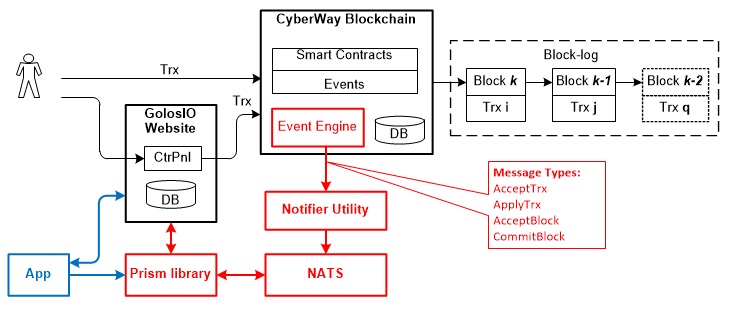 CyberWay Blockchain
Smart Contracts
Events
Event Engine
DB
Trx
Trx
GolosIO
Website
CtrPnl
DB
Block-log
Block k
Trx i
Block k-1
Trx j
Block k-2
Trx q
Message Types:
AcceptTrx
ApplyTrx
AcceptBlock
CommitBlock
Notifier Utility
App
Prism library
NATS